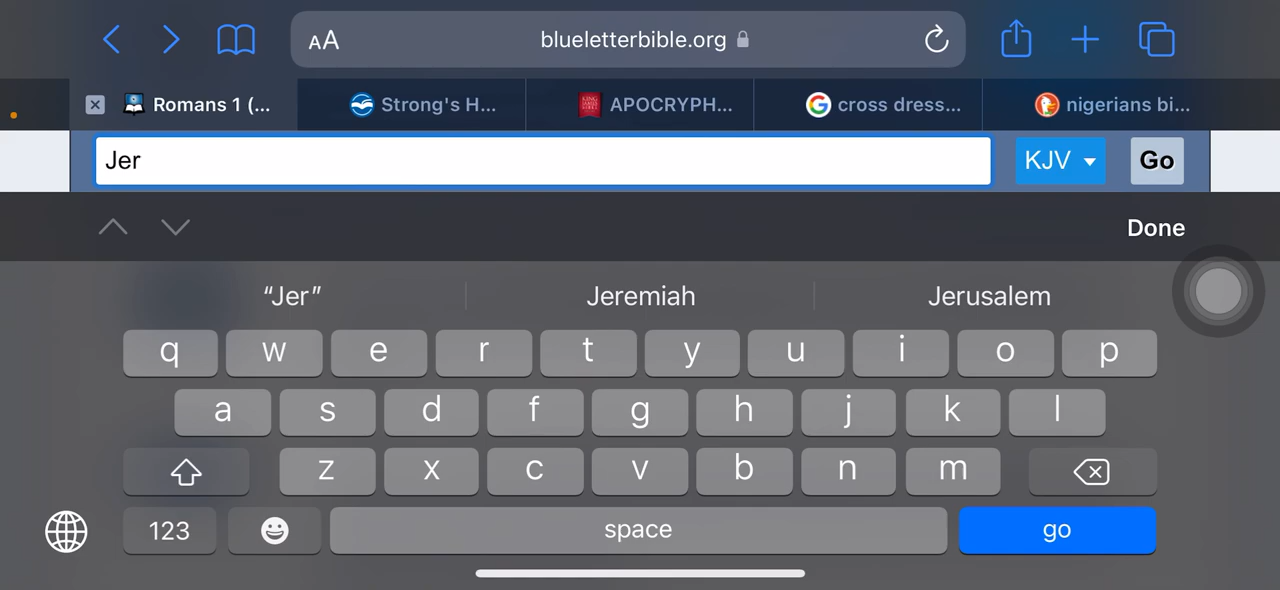 AA blueletterbible.org
Romans 1 (... Strong's H... APOCRYPH... cross dress... nigerians bi...
Jer KJV Go
Done
“Jer” Jeremiah Jerusalem
q w e r t y u i o p
a s d f g h j k l
z x c v b n m
123 space go